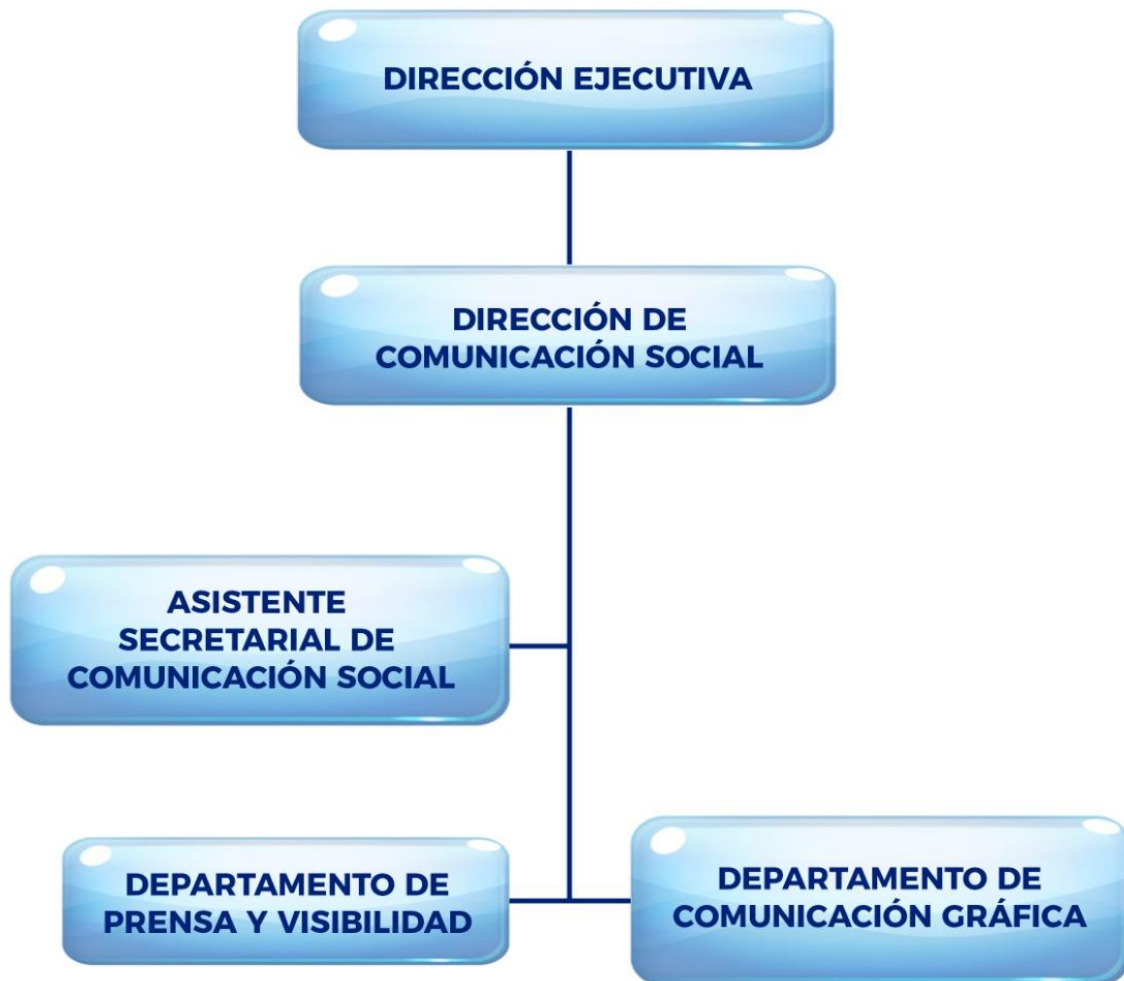 DIRECCIÓN EJECUTIVA
DIRECCIÓN DE
COMUNICACIÓN SOCIAL
ASISTENTE
SECRETARIAL DE
COMUNICACIÓN SOCIAL
DEPARTAMENTO DE
PRENSA Y VISIBILIDAD
DEPARTAMENTO DE
COMUNICACIÓN GRÁFICA